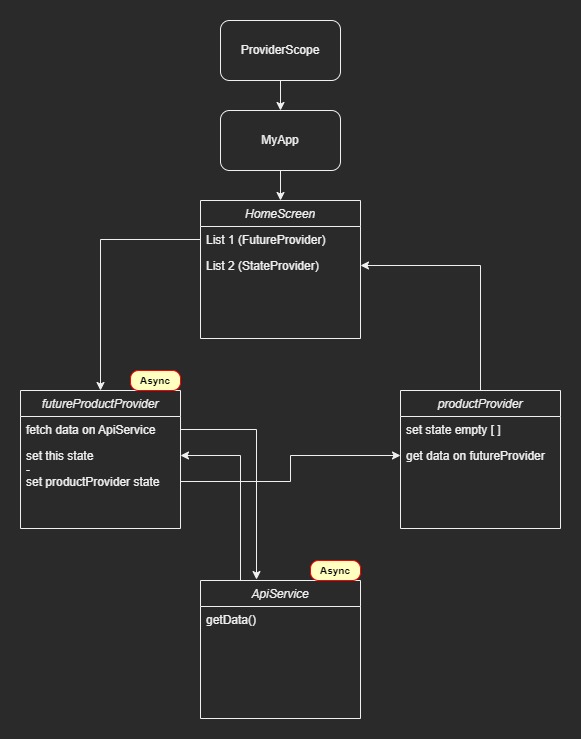 ProviderScope
MyApp
HomeScreen
List 1 (FutureProvider)
List 2 (StateProvider)
Async
futureProductProvider
fetch data on ApiService
set this state
-
set productProvider state
productProvider
set state empty [ ]
get data on futureProvider
Async
ApiService
getData()